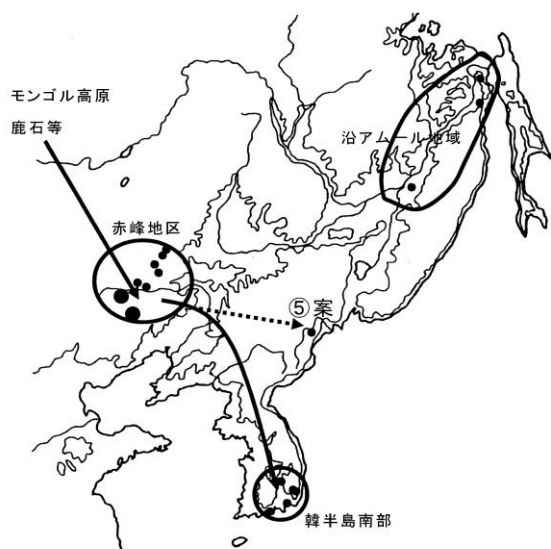 モンゴル高原
鹿石等
沿アムール地域
赤峰地区
⑤案
韓半島南部